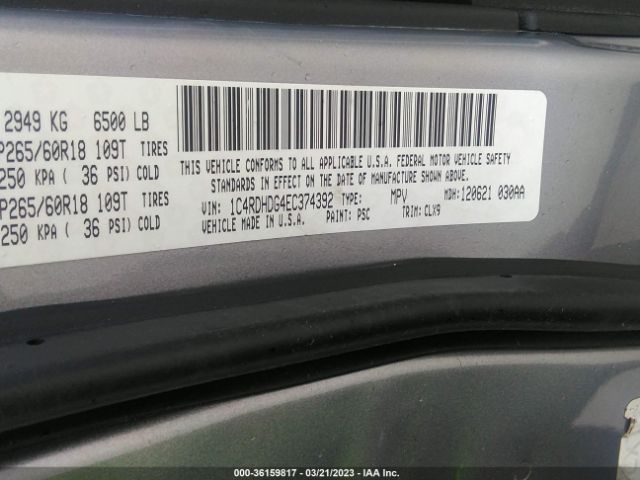 2949 KG 6500 LB
P265/60R18 109T TIRES
250 KPA ( 36 PSI) COLD
P265/60R18 109T TIRES
250 KPA ( 36 PSI) COLD
THIS VEHICLE CONFORMS TO ALL APPLICABLE U.S.A. FEDERAL MOTOR VEHICLE SAFETY
STANDARDS IN EFFECT ON THE DATE OF MANUFACTURE SHOWN ABOVE.
VIN: 1C4RDHDG4EC374392 TYPE: MPV MDH: 120621 030AA
VEHICLE MADE IN U.S.A. PAINT: PSC TRIM: CLX9
000-36159817 - 03/21/2023 - IAA Inc.